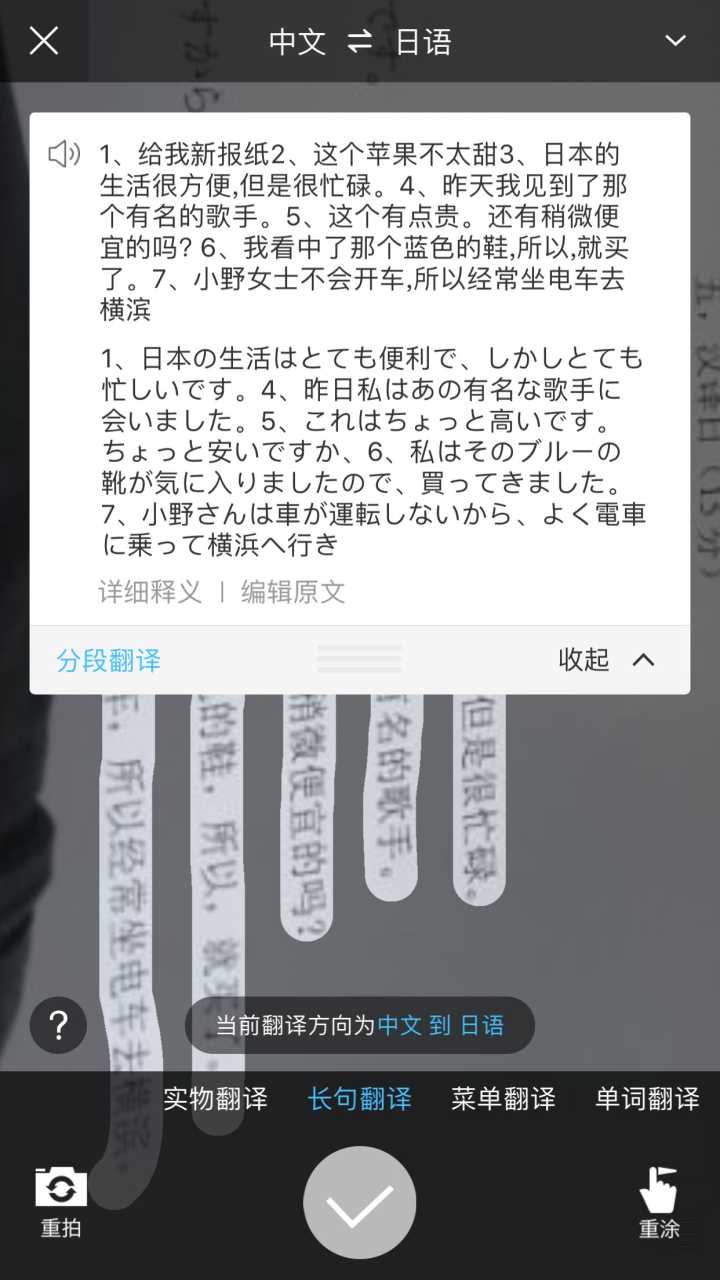 すから
です。
中文 ⇌ 日语
1、给我新报纸2、这个苹果不太甜3、日本的
生活很方便,但是很忙碌。4、昨天我见到了那
个有名的歌手。5、这个有点贵。还有稍微便
宜的吗? 6、我看中了那个蓝色的鞋,所以,就买
了。7、小野女士不会开车,所以经常坐电车去
横滨
1、日本の生活はとても便利で、しかしとても
忙しいです。4、昨日私はあの有名な歌手に
会いました。5、これはちょっと高いです。
ちょっと安いですか、6、私はそのブルーの
靴が気に入りましたので、買ってきました。
7、小野さんは車が運転しないから、よく電車
に乗って横浜へ行き
详细释义 | 编辑原文
分段翻译
收起
五,汉译日(15分)
但是很忙碌。
有名的歌手。
稍微便宜的吗?
的鞋,所以,就买了。
车,所以经常坐电车去横滨。
?
当前翻译方向为中文 到 日语
实物翻译 长句翻译 菜单翻译 单词翻译
重拍
重涂